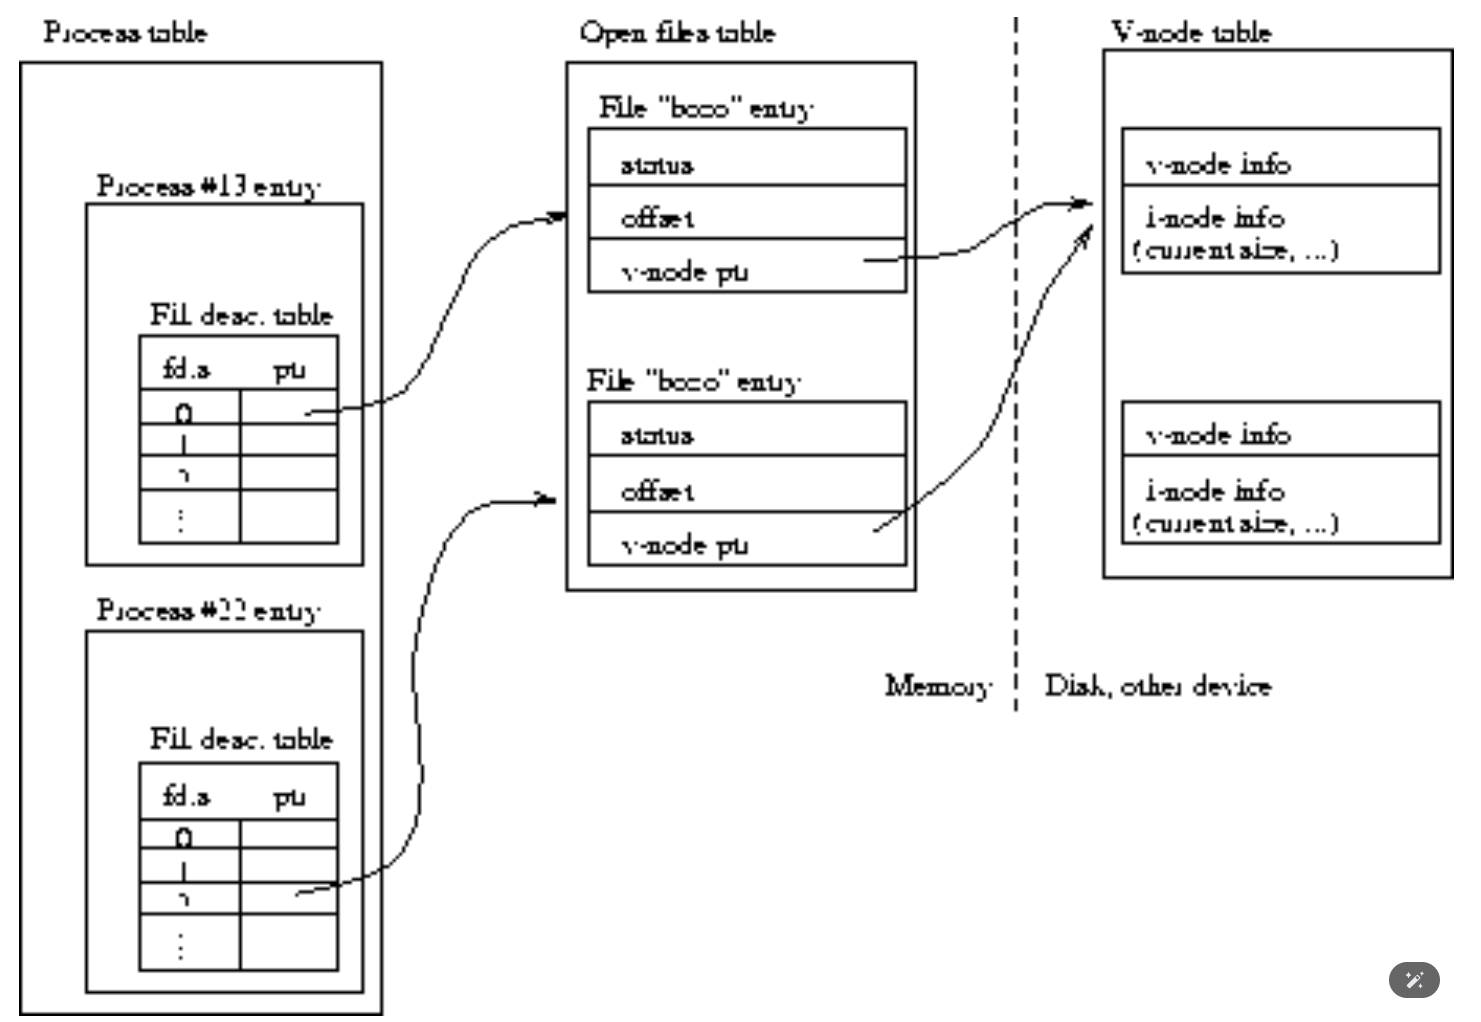 Process table
Open files table
V-node table
File "bozo" entry
status
offset
v-node ptr
Process #13 entry
Fil. desc. table
fd.s ptr
0
1
2
⋮
File "bozo" entry
status
offset
v-node ptr
v-node info
i-node info
(current size, ...)
v-node info
i-node info
(current size, ...)
Process #22 entry
Fil. desc. table
fd.s ptr
0
1
2
⋮
Memory
Disk, other device